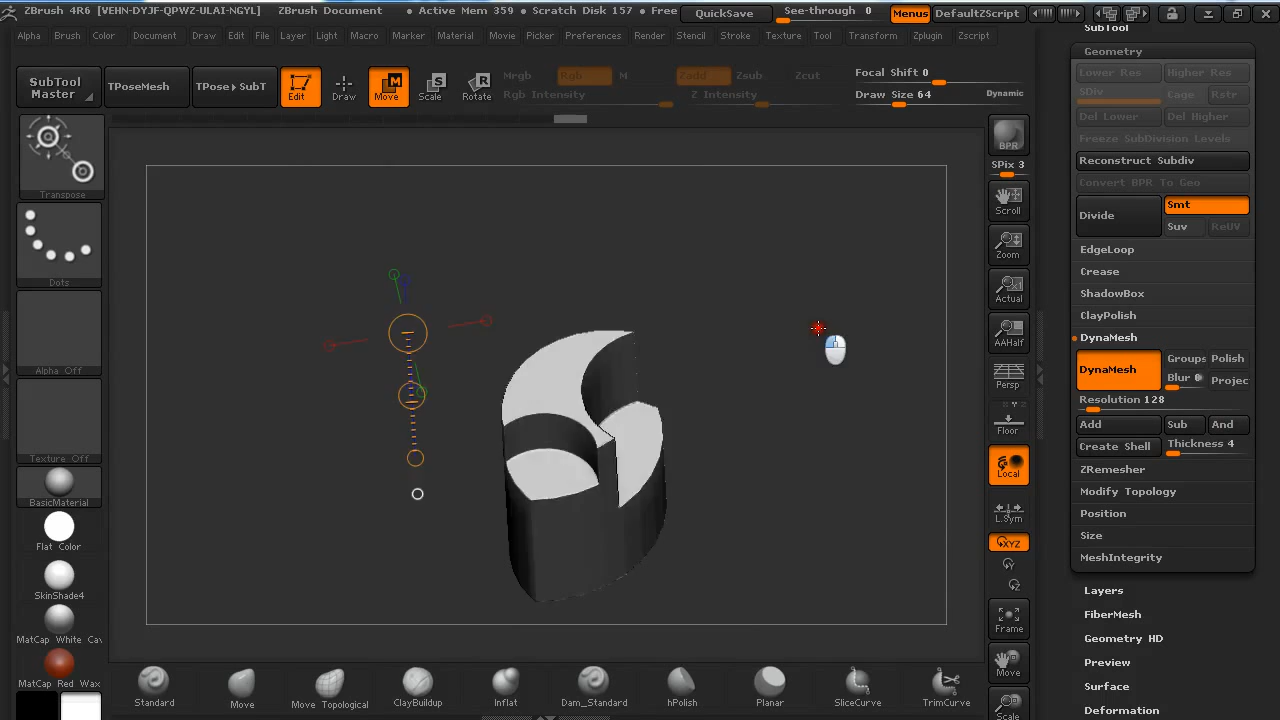 ZBrush 4R6 [VEHN-DYJF-QPWZ-ULAI-NGYL] ZBrush Document • Active Mem 359 • Scratch Disk 157 • Free
QuickSave
See-through 0
Menus
DefaultZScript
Alpha Brush Color Document Draw Edit File Layer Light Macro Marker Material Movie Picker Preferences Render Stencil Stroke Texture Tool Transform Zplugin Zscript
SubTool
Master
TPoseMesh
TPose▸SubT
Edit
Draw
Move
Scale
Rotate
Mrgb Rgb M
Rgb Intensity
Zadd Zsub Zcut
Z Intensity
Focal Shift 0
Draw Size 64
Dynamic
Transpose
Dots
Alpha Off
Texture Off
BasicMaterial
Flat Color
SkinShade4
MatCap White Cav
MatCap Red Wax
BPR
SPix 3
Scroll
Zoom
Actual
AAHalf
Persp
Floor
Local
L.Sym
XYZ
Frame
Move
Scale
SubTool
Geometry
Lower Res Higher Res
SDiv Cage Rstr
Del Lower Del Higher
Freeze SubDivision Levels
Reconstruct Subdiv
Convert BPR To Geo
Divide
Smt
Suv ReUV
EdgeLoop
Crease
ShadowBox
ClayPolish
DynaMesh
DynaMesh
Groups Polish
Blur Projec
Resolution 128
Add Sub And
Create Shell Thickness 4
ZRemesher
Modify Topology
Position
Size
MeshIntegrity
Layers
FiberMesh
Geometry HD
Preview
Surface
Deformation
Standard Move Move Topological ClayBuildup Inflat Dam_Standard hPolish Planar SliceCurve TrimCurve